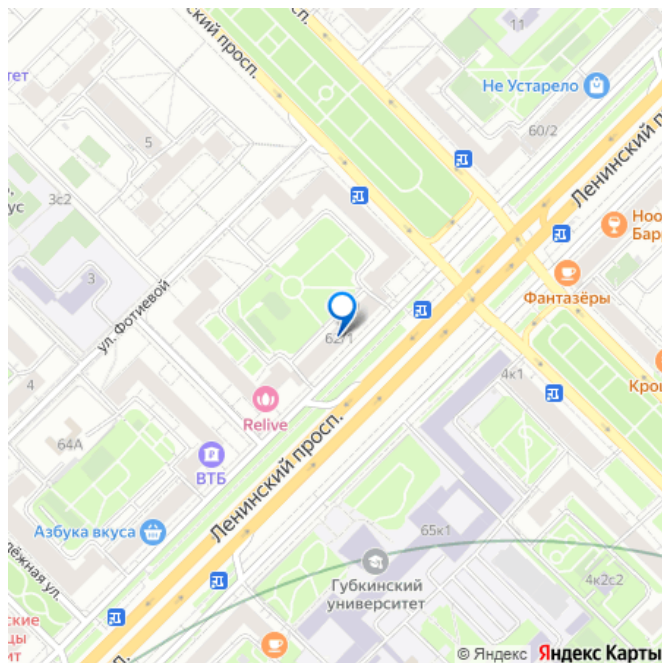 11
просп.
Не Устарело
60/2
Ленинский
5
3с2
3
ул. Фотиевой
Фантазёры
62/1
4
4к1
Relive
Ленинский просп.
64А
ВТБ
Азбука вкуса
65к1
Губкинский
университет
4к2с2
© Яндекс Яндекс Карты